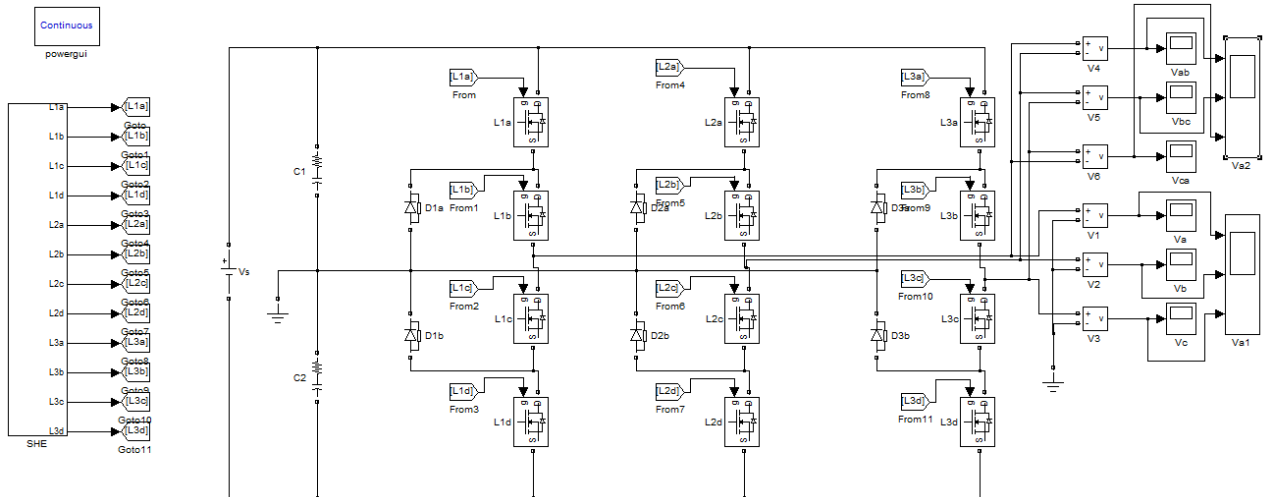 Continuous
powergui
L1a
[L1a]
Goto
L1b
[L1b]
Goto1
L1c
[L1c]
Goto2
L1d
[L1d]
Goto3
L2a
[L2a]
Goto4
L2b
[L2b]
Goto5
L2c
[L2c]
Goto6
L2d
[L2d]
Goto7
L3a
[L3a]
Goto8
L3b
[L3b]
Goto9
L3c
[L3c]
Goto10
L3d
[L3d]
Goto11
SHE
+
Vs
C1
C2
[L1a]
From
g
D
S
L1a
[L1b]
From1
g
D
S
L1b
D1a
[L1c]
From2
g
D
S
L1c
D1b
[L1d]
From3
g
D
S
L1d
[L2a]
From4
g
D
S
L2a
[L2b]
From5
g
D
S
L2b
D2a
[L2c]
From6
g
D
S
L2c
D2b
[L2d]
From7
g
D
S
L2d
[L3a]
From8
g
D
S
L3a
[L3b]
From9
g
D
S
L3b
D3a
[L3c]
From10
g
D
S
L3c
D3b
[L3d]
From11
g
D
S
L3d
+
-
v
V4
Vab
+
-
v
V5
Vbc
+
-
v
V6
Vca
Va2
+
-
v
V1
Va
+
-
v
V2
Vb
+
-
v
V3
Vc
Va1